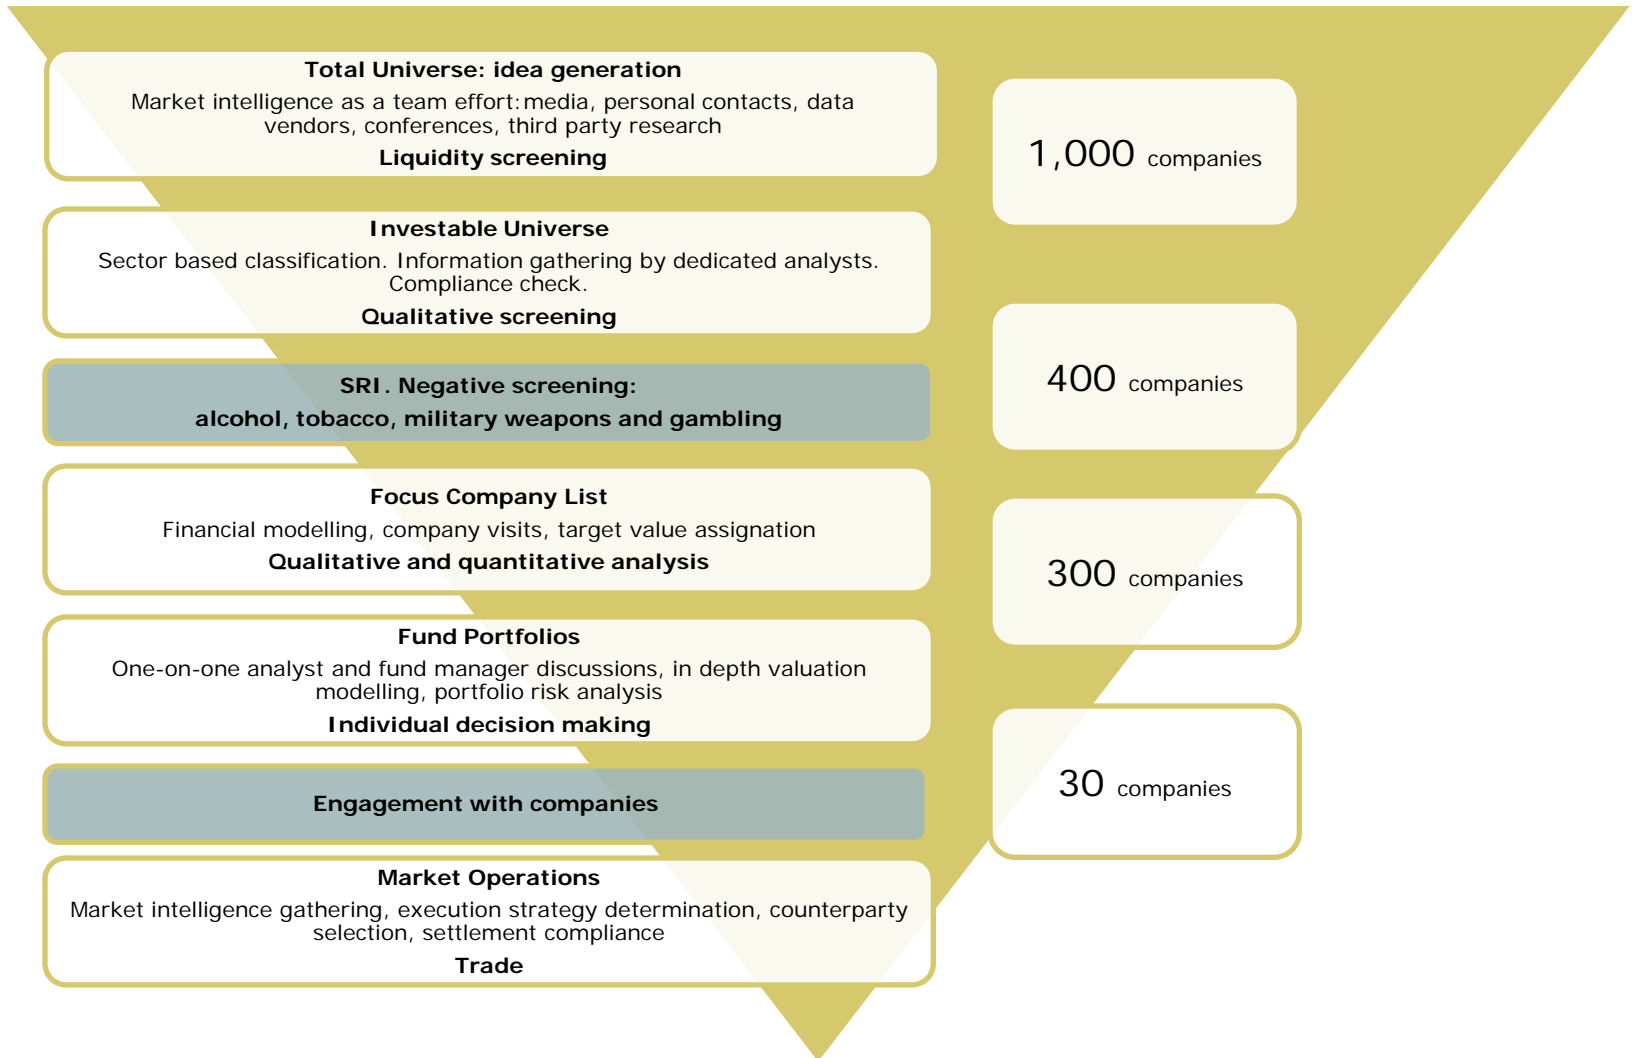 Total Universe: idea generation
Market intelligence as a team effort: media, personal contacts, data
vendors, conferences, third party research
Liquidity screening
1,000 companies
Investable Universe
Sector based classification. Information gathering by dedicated analysts.
Compliance check.
Qualitative screening
400 companies
SRI. Negative screening:
alcohol, tobacco, military weapons and gambling
Focus Company List
Financial modelling, company visits, target value assignation
Qualitative and quantitative analysis
300 companies
Fund Portfolios
One-on-one analyst and fund manager discussions, in depth valuation
modelling, portfolio risk analysis
Individual decision making
30 companies
Engagement with companies
Market Operations
Market intelligence gathering, execution strategy determination, counterparty
selection, settlement compliance
Trade